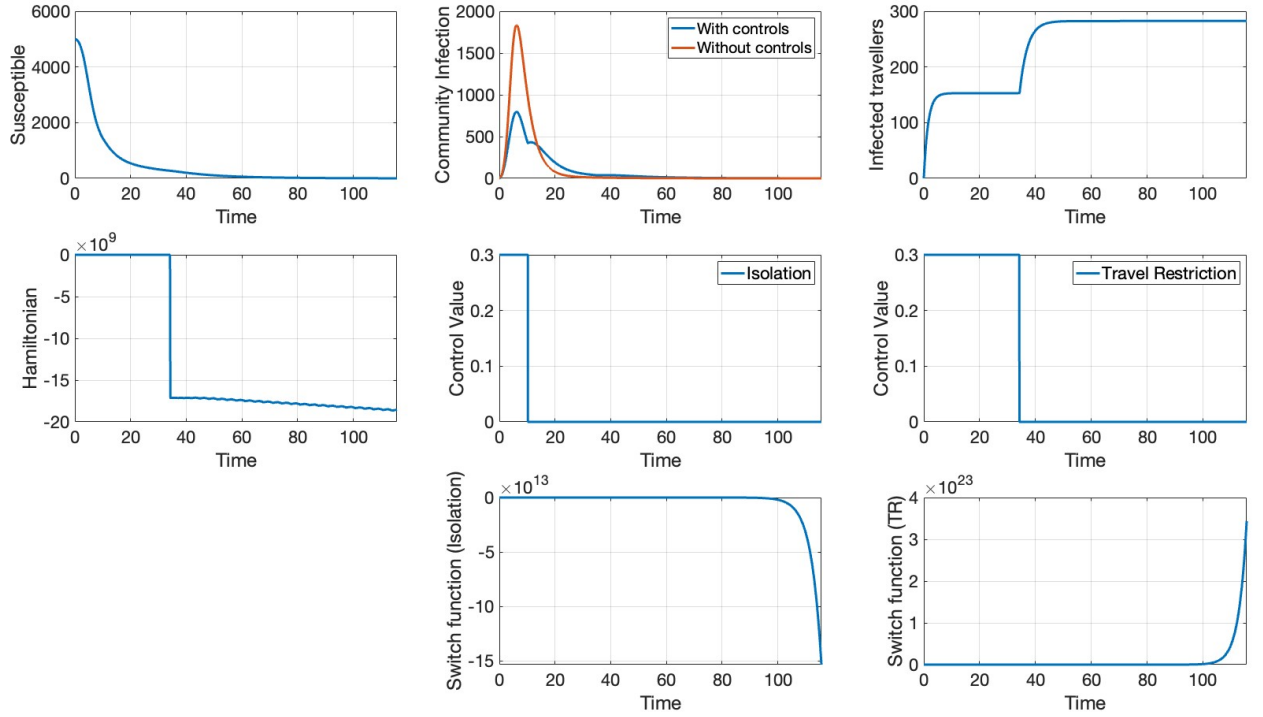 6000
4000
2000
0
Susceptible
0 20 40 60 80 100
Time
2000
1500
1000
500
0
Community Infection
With controls
Without controls
0 20 40 60 80 100
Time
300
200
100
0
Infected travellers
0 20 40 60 80 100
Time
×10^9
0
-5
-10
-15
-20
Hamiltonian
0 20 40 60 80 100
Time
0.3
0.2
0.1
0
Control Value
Isolation
0 20 40 60 80 100
Time
0.3
0.2
0.1
0
Control Value
Travel Restriction
0 20 40 60 80 100
Time
×10^13
0
-5
-10
-15
Switch function (Isolation)
0 20 40 60 80 100
Time
×10^23
4
3
2
1
0
Switch function (TR)
0 20 40 60 80 100
Time